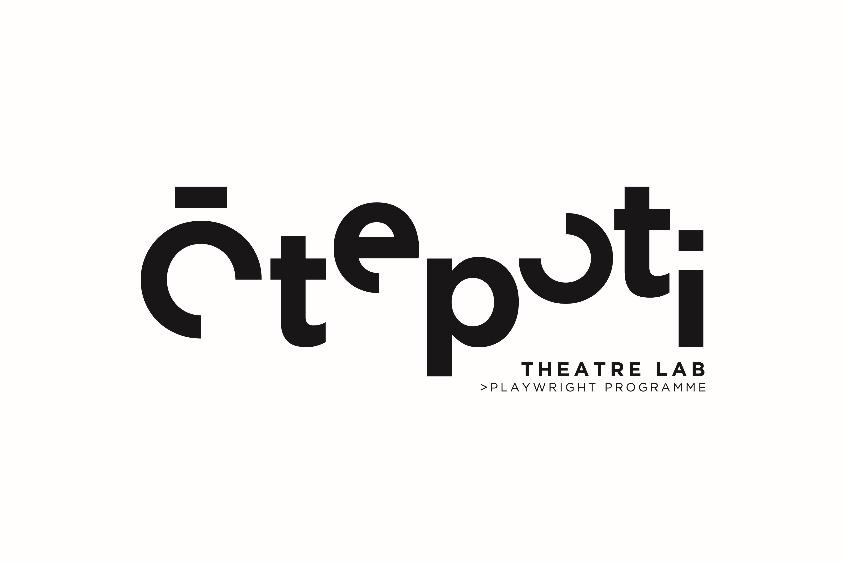 ōtepoti
THEATRE LAB
>PLAYWRIGHT PROGRAMME